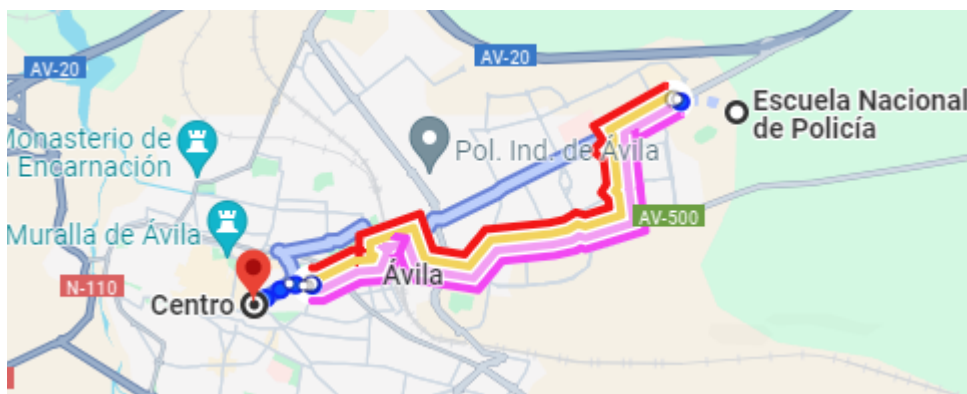 AV-20
AV-20
Escuela Nacional
de Policía
Monasterio de
Encarnación
Pol. Ind. de Ávila
AV-500
Muralla de Ávila
Ávila
N-110
Centro